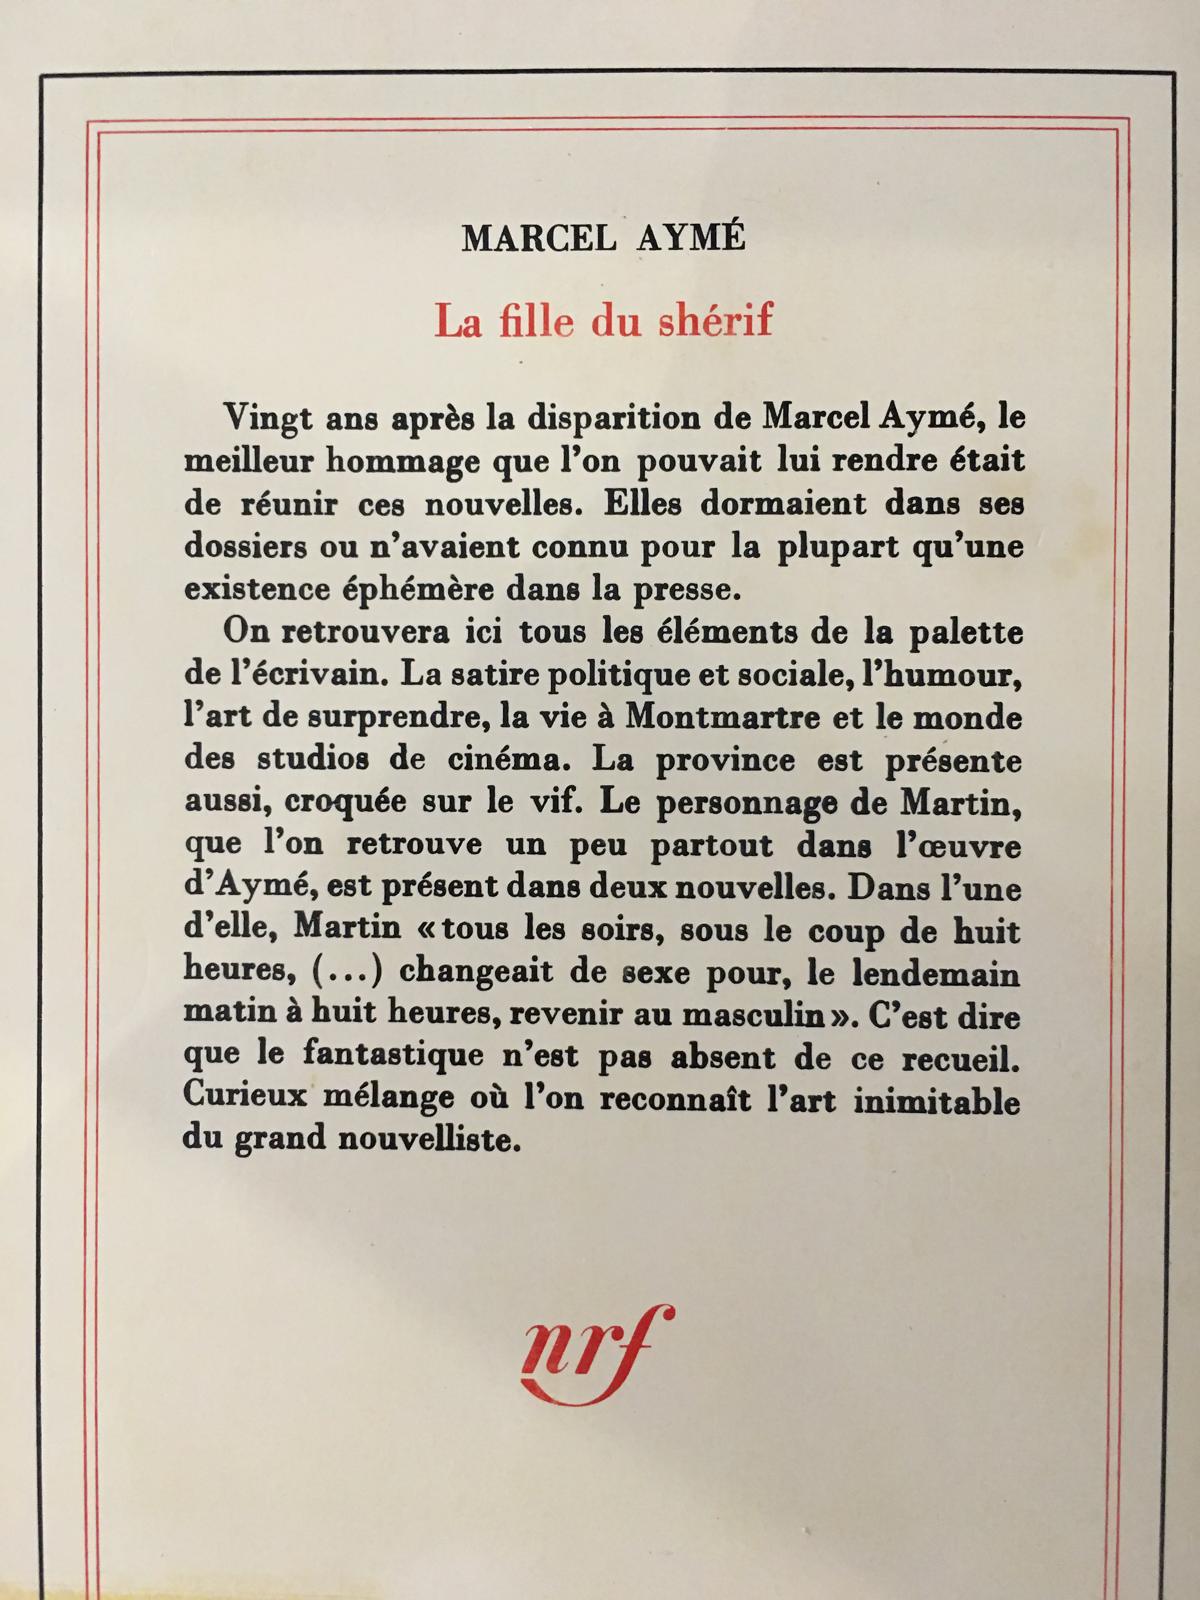 MARCEL AYMÉ
La fille du shérif
Vingt ans après la disparition de Marcel Aymé, le
meilleur hommage que l'on pouvait lui rendre était
de réunir ces nouvelles. Elles dormaient dans ses
dossiers ou n'avaient connu pour la plupart qu'une
existence éphémère dans la presse.
On retrouvera ici tous les éléments de la palette
de l'écrivain. La satire politique et sociale, l'humour,
l'art de surprendre, la vie à Montmartre et le monde
des studios de cinéma. La province est présente
aussi, croquée sur le vif. Le personnage de Martin,
que l'on retrouve un peu partout dans l'œuvre
d'Aymé, est présent dans deux nouvelles. Dans l'une
d'elle, Martin « tous les soirs, sous le coup de huit
heures, (...) changeait de sexe pour, le lendemain
matin à huit heures, revenir au masculin ». C'est dire
que le fantastique n'est pas absent de ce recueil.
Curieux mélange où l'on reconnaît l'art inimitable
du grand nouvelliste.
nrf